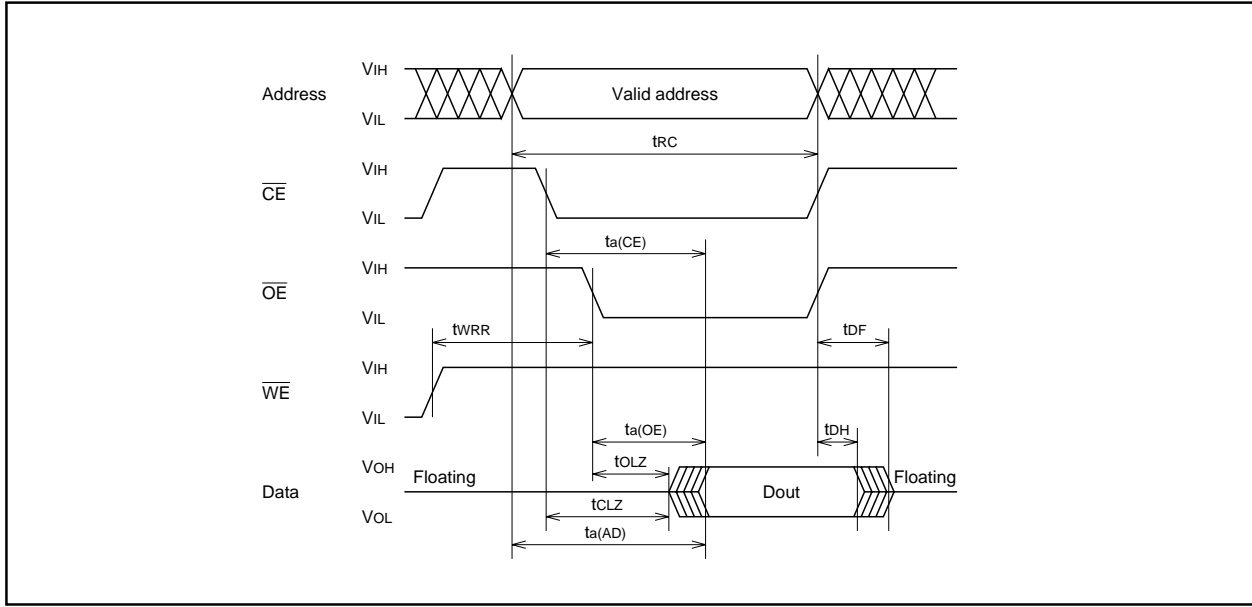 VIH
Address
Valid address
VIL
tRC
VIH
CE
VIL
ta(CE)
VIH
OE
VIL
tWRR
tDF
VIH
WE
VIL
ta(OE)
tDH
VOH
Floating
tOLZ
Floating
Data
Dout
VOL
tCLZ
ta(AD)